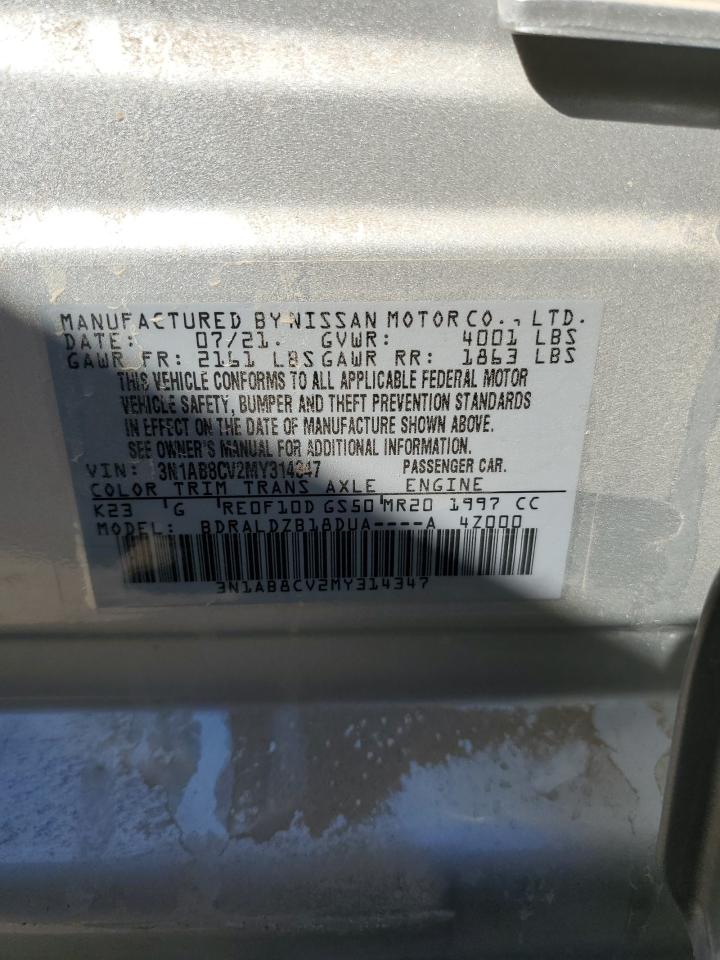 MANUFACTURED BY NISSAN MOTOR CO., LTD.
DATE: 07/21. GVWR: 4001 LBS
GAWR FR: 2161 LBS GAWR RR: 1863 LBS
THIS VEHICLE CONFORMS TO ALL APPLICABLE FEDERAL MOTOR
VEHICLE SAFETY, BUMPER AND THEFT PREVENTION STANDARDS
IN EFFECT ON THE DATE OF MANUFACTURE SHOWN ABOVE.
SEE OWNER'S MANUAL FOR ADDITIONAL INFORMATION.
VIN: 3N1AB8CV2MY314347 PASSENGER CAR.
COLOR TRIM TRANS AXLE ENGINE
K23 G RE0F10D GS50 MR20 1997 CC
MODEL: BDRALDZB18DUA----A 4Z000
3N1AB8CV2MY314347